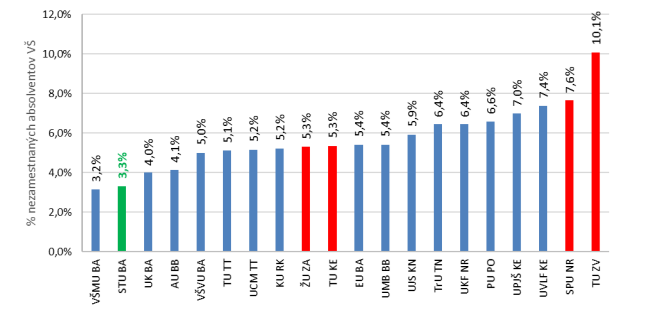 % nezamestnaných absolventov VŠ
12,0%
10,0%
8,0%
6,0%
4,0%
2,0%
0,0%
3,2%
3,3%
4,0%
4,1%
5,0%
5,1%
5,2%
5,2%
5,3%
5,3%
5,4%
5,4%
5,9%
6,4%
6,4%
6,6%
7,0%
7,4%
7,6%
10,1%
VŠMU BA
STU BA
UK BA
AU BB
VŠVU BA
TU TT
UCM TT
KU RK
ŽU ZA
TU KE
EU BA
UMB BB
UJS KN
TrU TN
UKF NR
PU PO
UPJŠ KE
UVLF KE
SPU NR
TU ZV